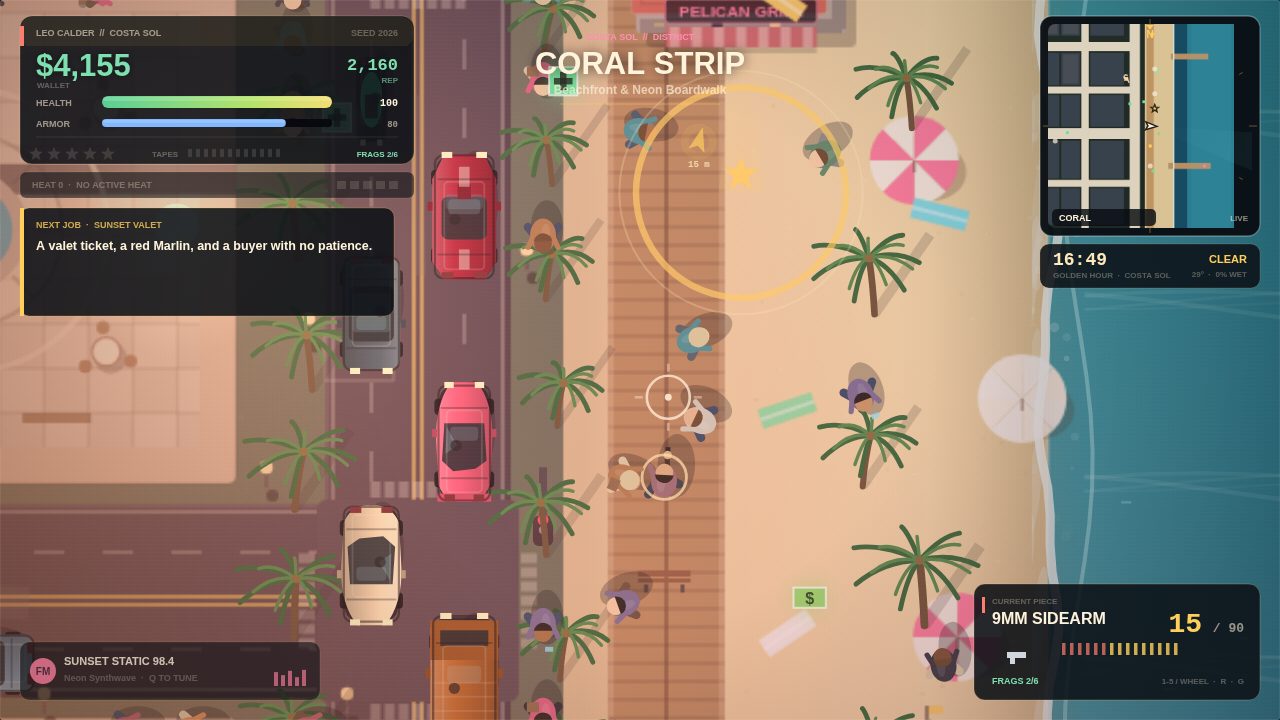 LEO CALDER // COSTA SOL
SEED 2026
$4,155
WALLET
2,160
REP
HEALTH
100
ARMOR
80
TAPES
FRAGS 2/6
HEAT 0 · NO ACTIVE HEAT
NEXT JOB · SUNSET VALET
A valet ticket, a red Marlin, and a buyer with no patience.
PELICAN
COSTA SOL // DISTRICT
CORAL STRIP
Beachfront & Neon Boardwalk
15 m
N
CORAL
LIVE
16:49
CLEAR
GOLDEN HOUR · COSTA SOL
29° · 0% WET
$
FM
SUNSET STATIC 98.4
Neon Synthwave · Q TO TUNE
CURRENT PIECE
9MM SIDEARM
15 / 90
FRAGS 2/6
1-5 / WHEEL · R · G